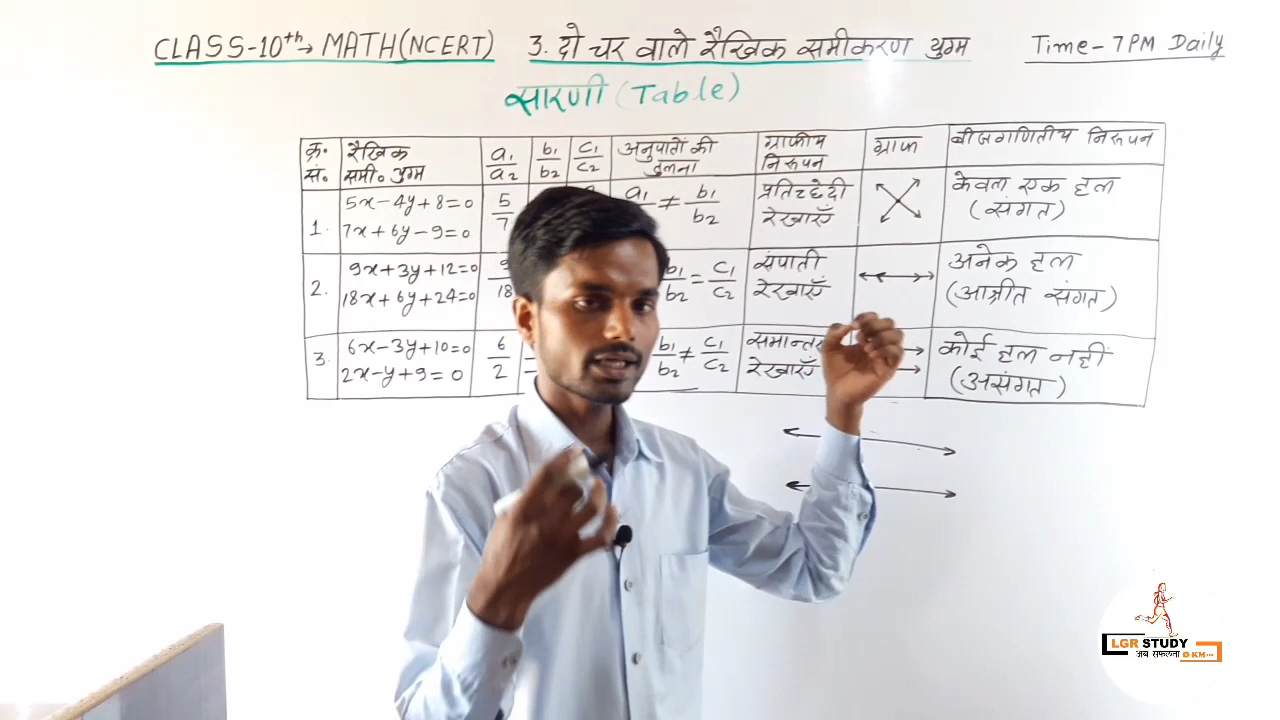 CLASS-10th→ MATH(NCERT) 3. दो चर वाले रैखिक समीकरण युग्म Time-7PM Daily
सारणी (Table)
क्र. सं. रैखिक समी० युग्म a1/a2 b1/b2 c1/c2 अनुपातों की तुलना ग्राफीय निरूपन ग्राफ बीजगणितीय निरूपन
1. 5x-4y+8=0 7x+6y-9=0 5/7 a1 ≠ b1/b2 प्रतिच्छेदी रेखाएँ केवल एक हल (संगत)
2. 9x+3y+12=0 18x+6y+24=0 9/18 b1/b2 = c1/c2 संपाती रेखाएँ अनेक हल (आश्रीत संगत)
3. 6x-3y+10=0 2x-y+9=0 6/2 = b1/b2 ≠ c1/c2 समान्तर रेखाएँ कोई हल नहीं (असंगत)
LGR STUDY
अब सफलता 0 KM...